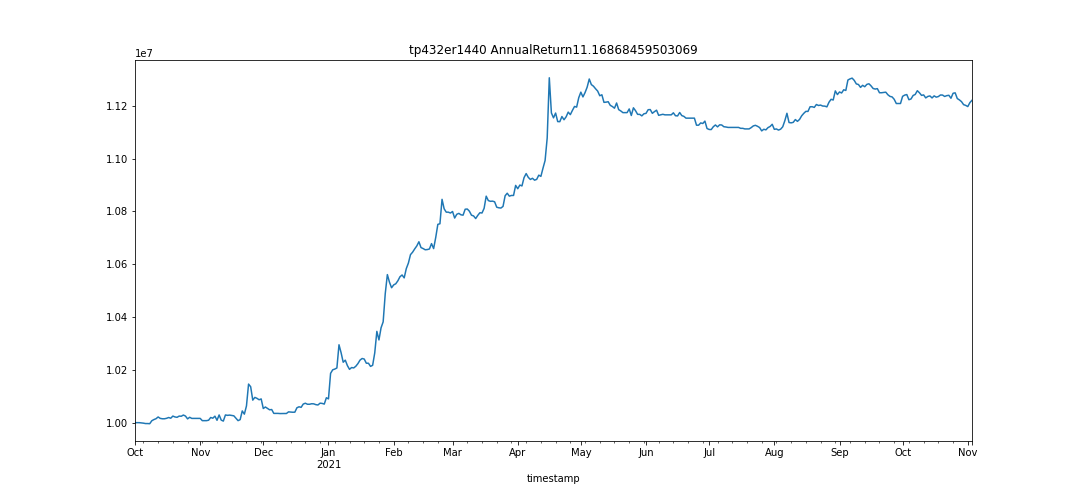 tp432er1440 AnnualReturn11.16868459503069
1e7
1.12
1.10
1.08
1.06
1.04
1.02
1.00
Oct Nov Dec Jan Feb Mar Apr May Jun Jul Aug Sep Oct Nov
2021
timestamp